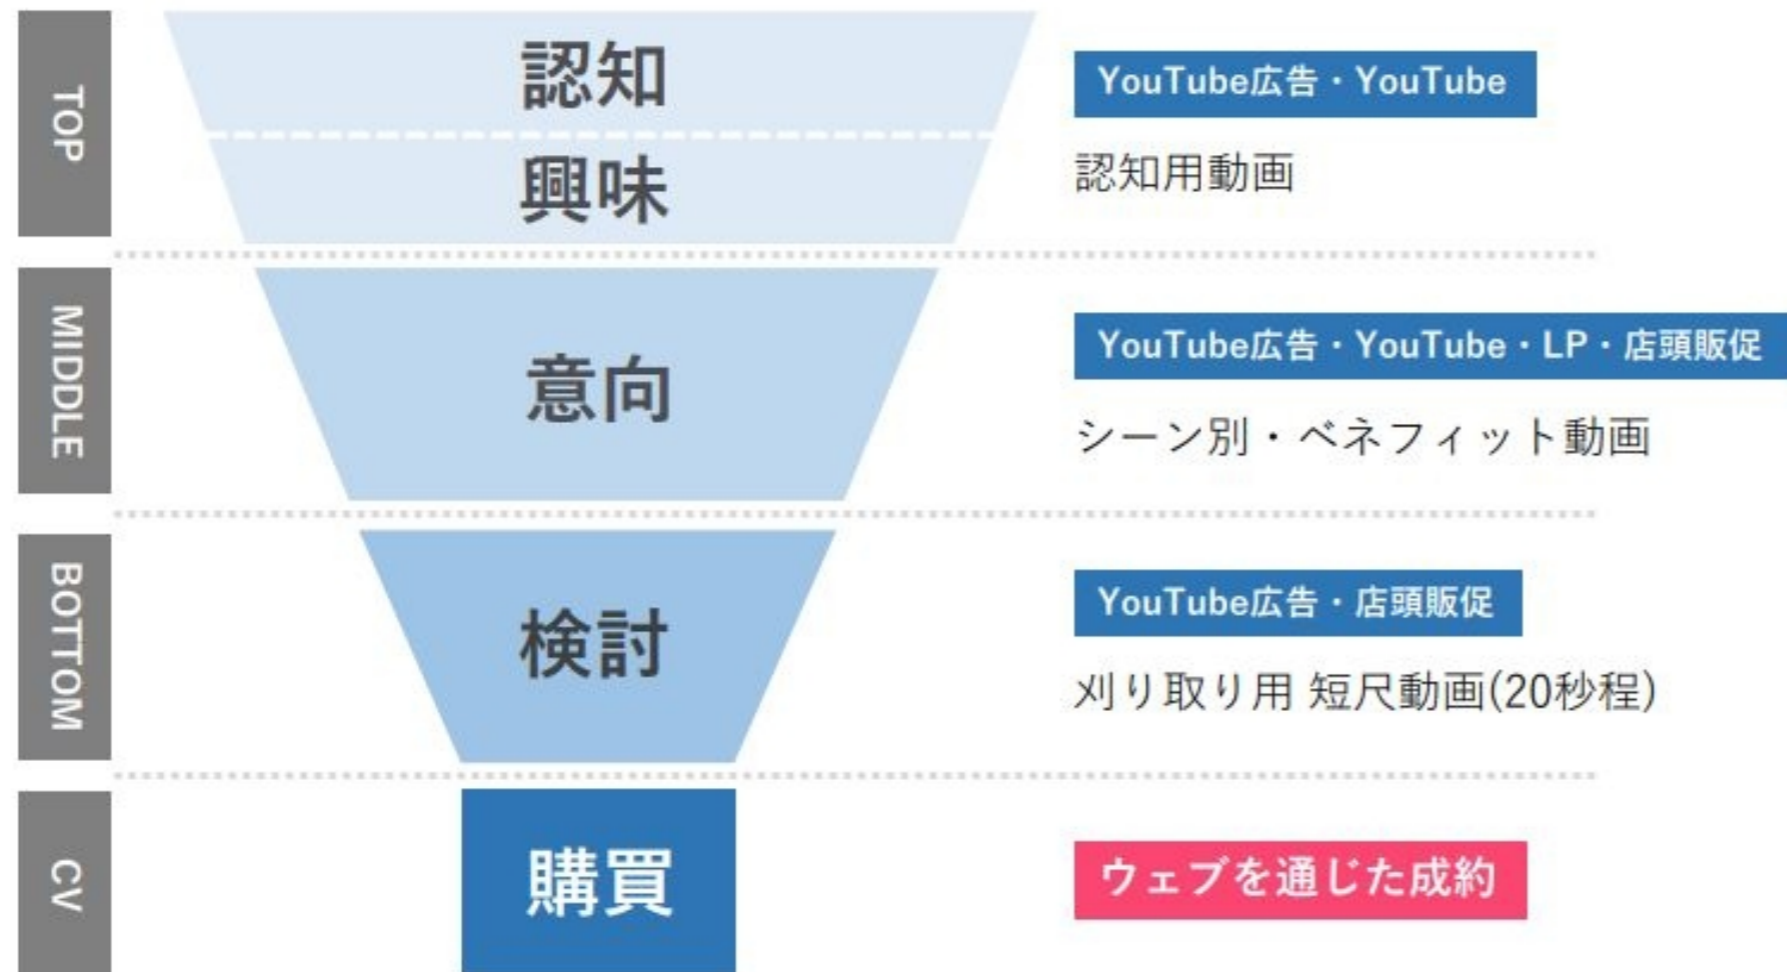 TOP
認知
興味
YouTube広告・YouTube
認知用動画
MIDDLE
意向
YouTube広告・YouTube・LP・店頭販促
シーン別・ベネフィット動画
BOTTOM
検討
YouTube広告・店頭販促
刈り取り用 短尺動画(20秒程)
CV
購買
ウェブを通じた成約